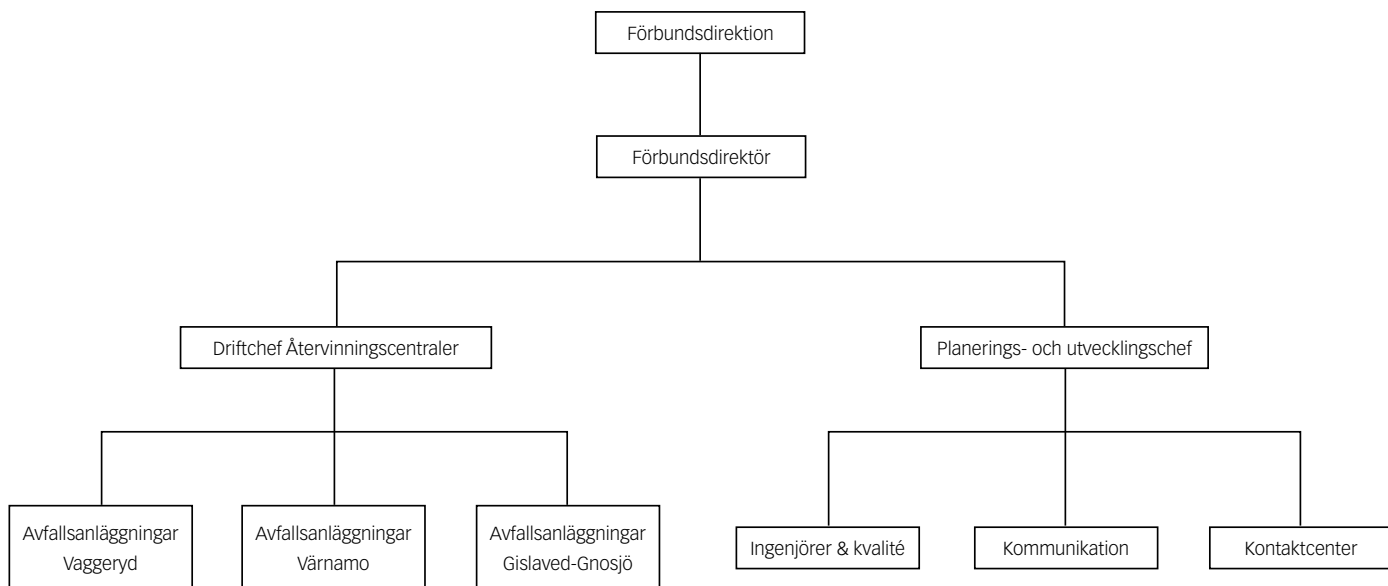 Förbundsdirektion
Förbundsdirektör
Driftchef Återvinningscentraler
Planerings- och utvecklingschef
Avfallsanläggningar
Vaggeryd
Avfallsanläggningar
Värnamo
Avfallsanläggningar
Gislaved-Gnosjö
Ingenjörer & kvalité
Kommunikation
Kontaktcenter